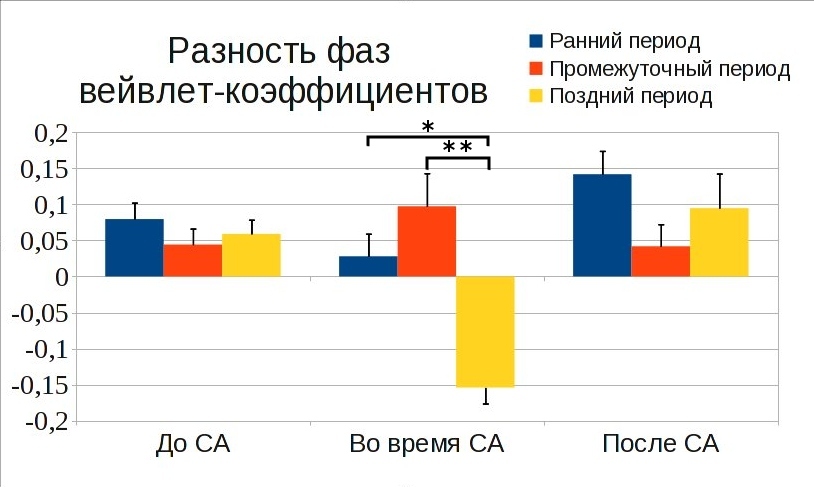 Разность фаз
вейвлет-коэффициентов
Ранний период
Промежуточный период
Поздний период
0,2
0,15
0,1
0,05
0
-0,05
-0,1
-0,15
-0,2
*
**
До СА
Во время СА
После СА